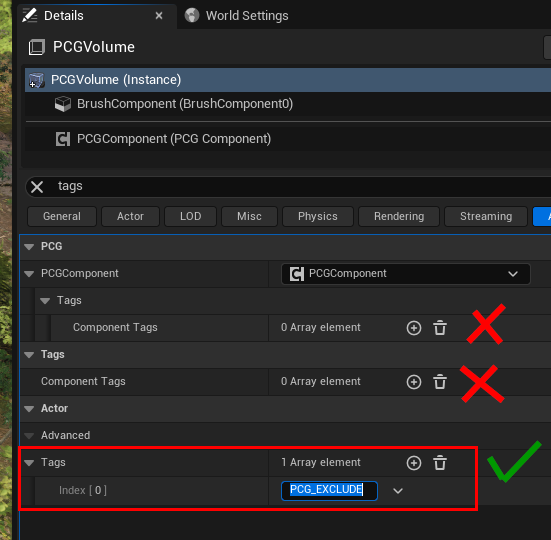 Details
World Settings
PCGVolume
PCGVolume (Instance)
BrushComponent (BrushComponent0)
PCGComponent (PCG Component)
tags
General Actor LOD Misc Physics Rendering Streaming
PCG
PCGComponent PCGComponent
Tags
Component Tags 0 Array element
Tags
Component Tags 0 Array element
Actor
Advanced
Tags 1 Array element
Index [ 0 ] PCG_EXCLUDE